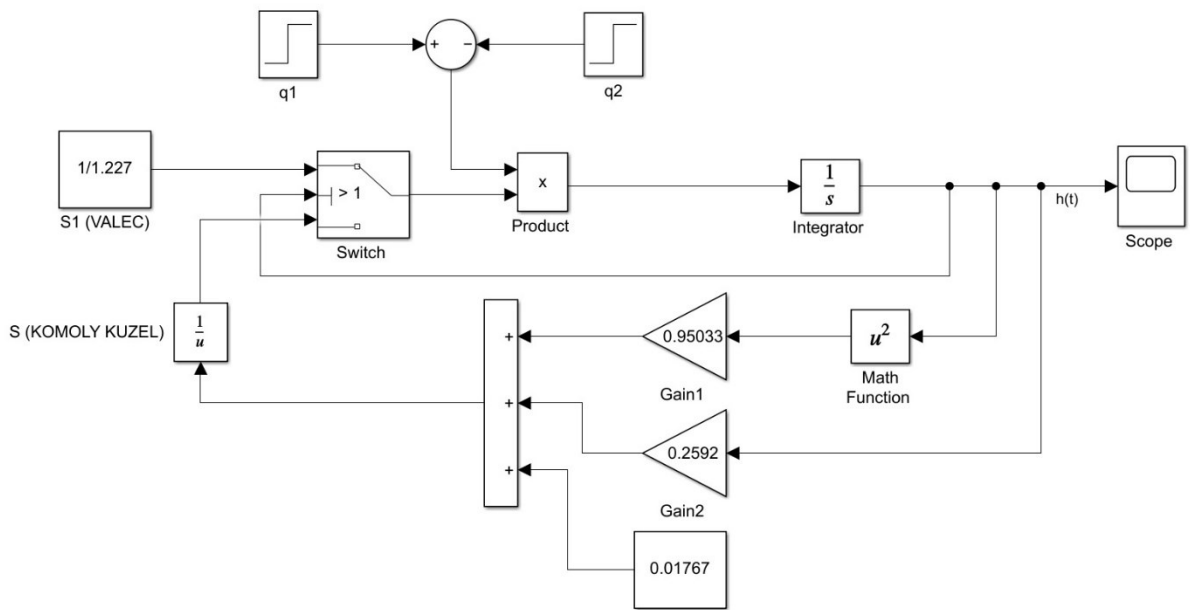 +
−
q1
q2
1/1.227
S1 (VALEC)
> 1
Switch
x
Product
1
s
Integrator
h(t)
Scope
S (KOMOLY KUZEL)
1
u
+
+
+
0.95033
Gain1
u²
Math
Function
0.2592
Gain2
0.01767